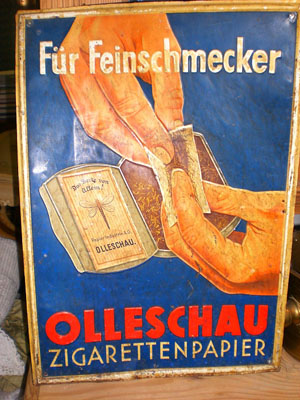 Für Feinschmecker
OLLESCHAU.
OLLESCHAU
ZIGARETTENPAPIER